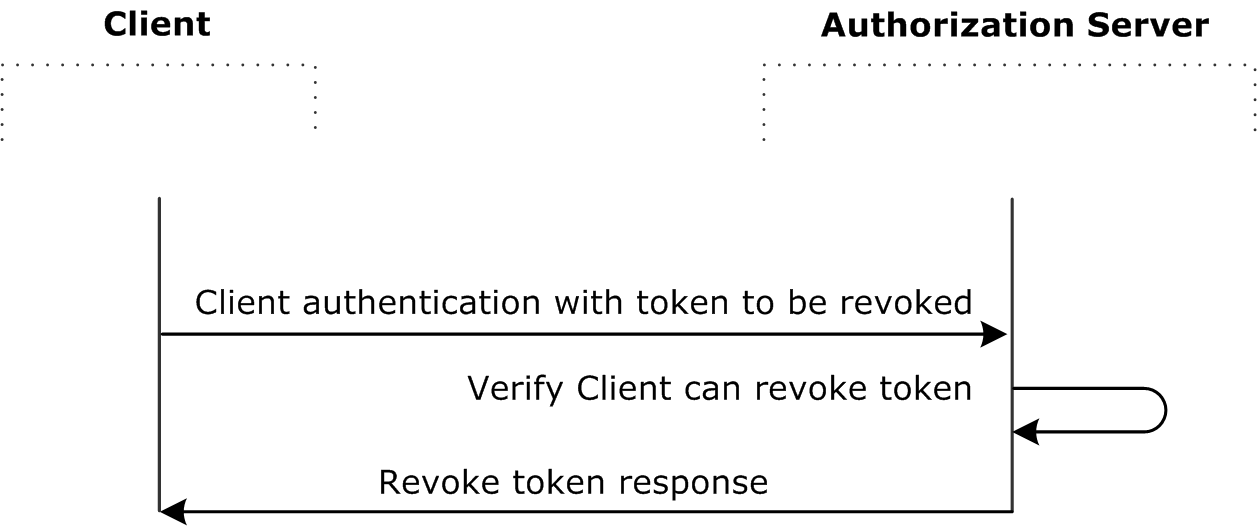 Client
Authorization Server
Client authentication with token to be revoked
Verify Client can revoke token
Revoke token response